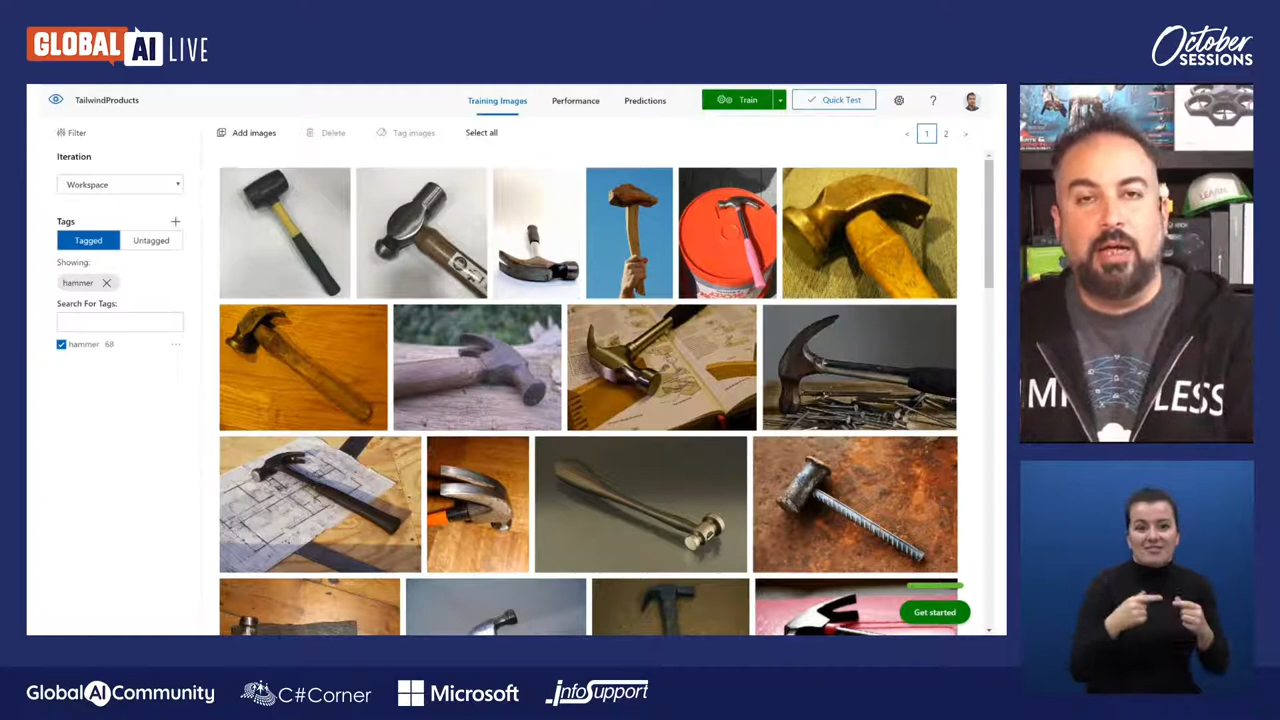 GLOBAL AI LIVE
October SESSIONS
TailwindProducts
Training Images
Performance
Predictions
Train
Quick Test
?
Filter
Add images
Delete
Tag images
Select all
< 1 2 >
Iteration
Workspace
Tags +
Tagged
Untagged
Showing:
hammer X
Search For Tags:
hammer 68 ...
LEARN
LESS
Get started
Global AI Community
C#Corner
Microsoft
InfoSupport